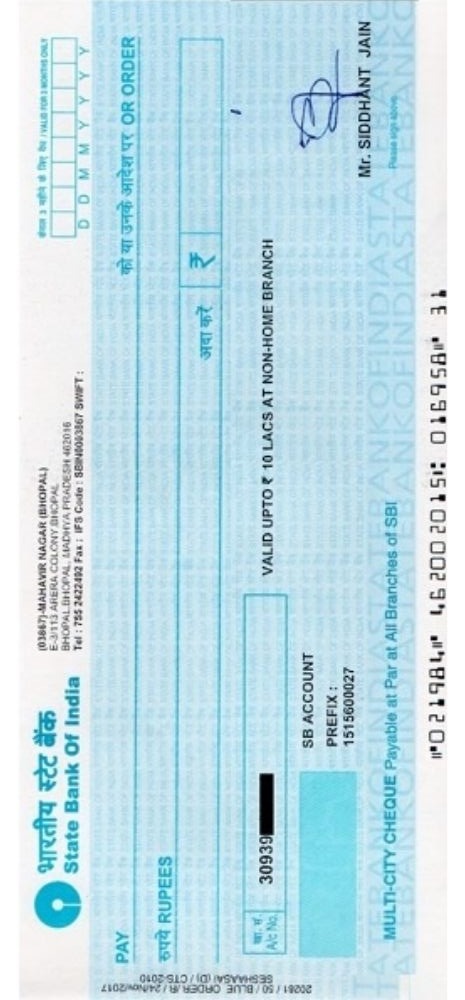 भारतीय स्टेट बैंक
State Bank Of India
(03867)-MAHAVIR NAGAR (BHOPAL)
E-3/113 ARERA COLONY,BHOPAL
BHOPAL,BHOPAL, MADHYA PRADESH 462016
Tel : 755 2422492 Fax : IFS Code : SBIN0003867 SWIFT :
केवल 3 महीने के लिए वैध / VALID FOR 3 MONTHS ONLY
D D M M Y Y Y Y
PAY
को या उनके आदेश पर OR ORDER
रुपये RUPEES
अदा करें ₹
खा. सं.
A/c No.
30939
VALID UPTO ₹ 10 LACS AT NON-HOME BRANCH
SB ACCOUNT
PREFIX :
1515600027
Mr. SIDDHANT JAIN
Please sign above
MULTI-CITY CHEQUE Payable at Par at All Branches of SBI
⑈021984⑈ 462002015⑆ 016958⑈ 31
SESHAASAI (D) / CTS-2010
20261 / 50 / BLUE_ORDER/R / 24/Nov/2017